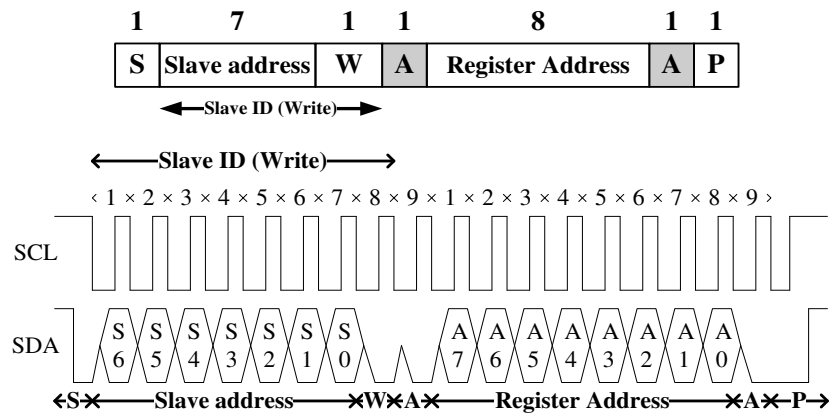 1 7 1 1 8 1 1
S Slave address W A Register Address A P
Slave ID (Write)
Slave ID (Write)
‹ 1 × 2 × 3 × 4 × 5 × 6 × 7 × 8 × 9 × 1 × 2 × 3 × 4 × 5 × 6 × 7 × 8 × 9 ›
SCL
SDA
S S S S S S S A A A A A A A A
6 5 4 3 2 1 0 7 6 5 4 3 2 1 0
S Slave address W A Register Address A P